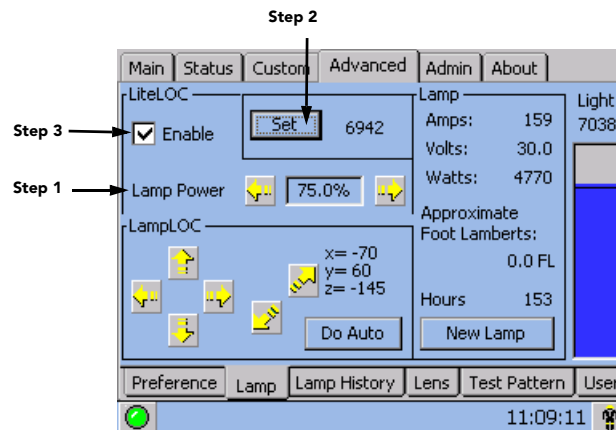 Step 2
Main Status Custom Advanced Admin About
LiteLOC
Set 6942
Step 3
Enable
Step 1
Lamp Power 75.0%
Lamp
Amps: 159
Volts: 30.0
Watts: 4770
Approximate
Foot Lamberts:
0.0 FL
Hours 153
New Lamp
Light
7038
LampLOC
x= -70
y= 60
z= -145
Do Auto
Preference Lamp Lamp History Lens Test Pattern User
11:09:11